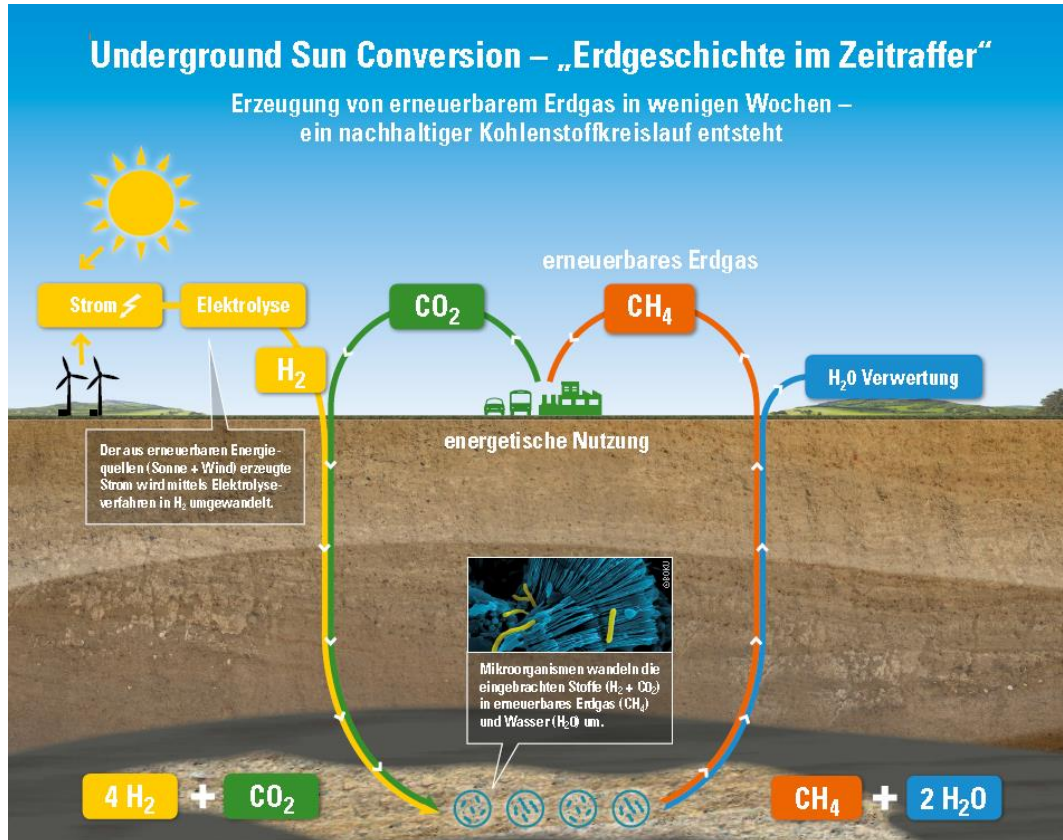 Underground Sun Conversion – „Erdgeschichte im Zeitraffer“
Erzeugung von erneuerbarem Erdgas in wenigen Wochen –
ein nachhaltiger Kohlenstoffkreislauf entsteht
erneuerbares Erdgas
Strom
Elektrolyse
CO₂
CH₄
H₂
H₂O Verwertung
energetische Nutzung
Der aus erneuerbaren Energie-
quellen (Sonne + Wind) erzeugte
Strom wird mittels Elektrolyse-
verfahren in H₂ umgewandelt.
©BOKU
Mikroorganismen wandeln die
eingebrachten Stoffe (H₂ + CO₂)
in erneuerbares Erdgas (CH₄)
und Wasser (H₂O) um.
4 H₂ + CO₂
CH₄ + 2 H₂O